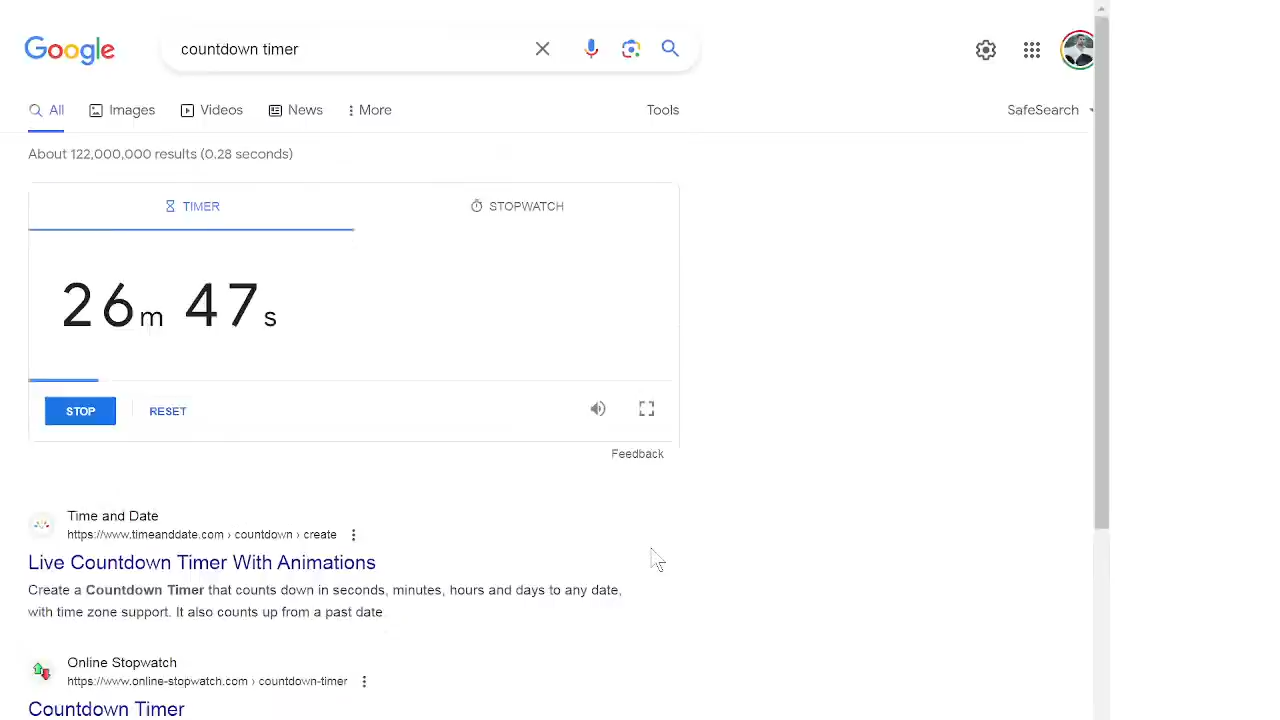 Google
countdown timer
All Images Videos News More Tools SafeSearch
About 122,000,000 results (0.28 seconds)
TIMER STOPWATCH
26m 47s
STOP RESET
Feedback
Time and Date
https://www.timeanddate.com › countdown › create
Live Countdown Timer With Animations
Create a Countdown Timer that counts down in seconds, minutes, hours and days to any date,
with time zone support. It also counts up from a past date
Online Stopwatch
https://www.online-stopwatch.com › countdown-timer
Countdown Timer